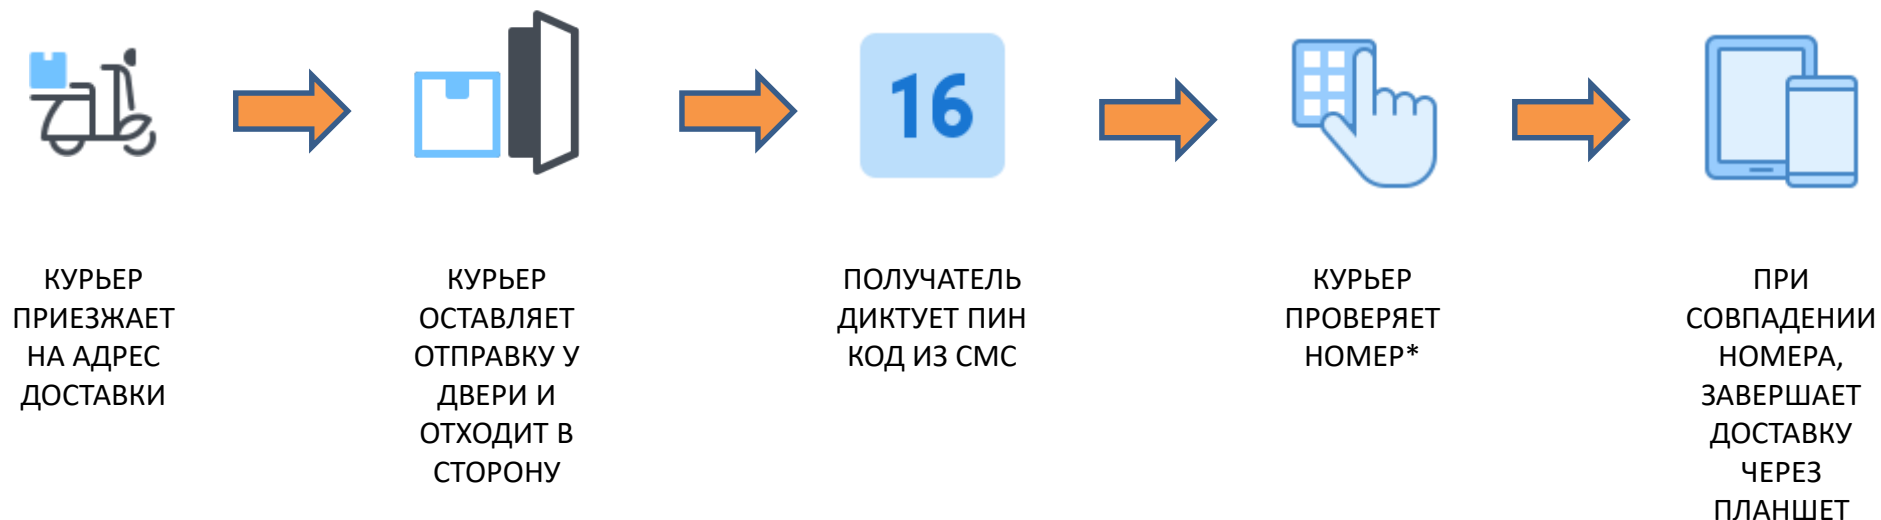 16
КУРЬЕР
ПРИЕЗЖАЕТ
НА АДРЕС
ДОСТАВКИ
КУРЬЕР
ОСТАВЛЯЕТ
ОТПРАВКУ У
ДВЕРИ И
ОТХОДИТ В
СТОРОНУ
ПОЛУЧАТЕЛЬ
ДИКТУЕТ ПИН
КОД ИЗ СМС
КУРЬЕР
ПРОВЕРЯЕТ
НОМЕР*
ПРИ
СОВПАДЕНИИ
НОМЕРА,
ЗАВЕРШАЕТ
ДОСТАВКУ
ЧЕРЕЗ
ПЛАНШЕТ